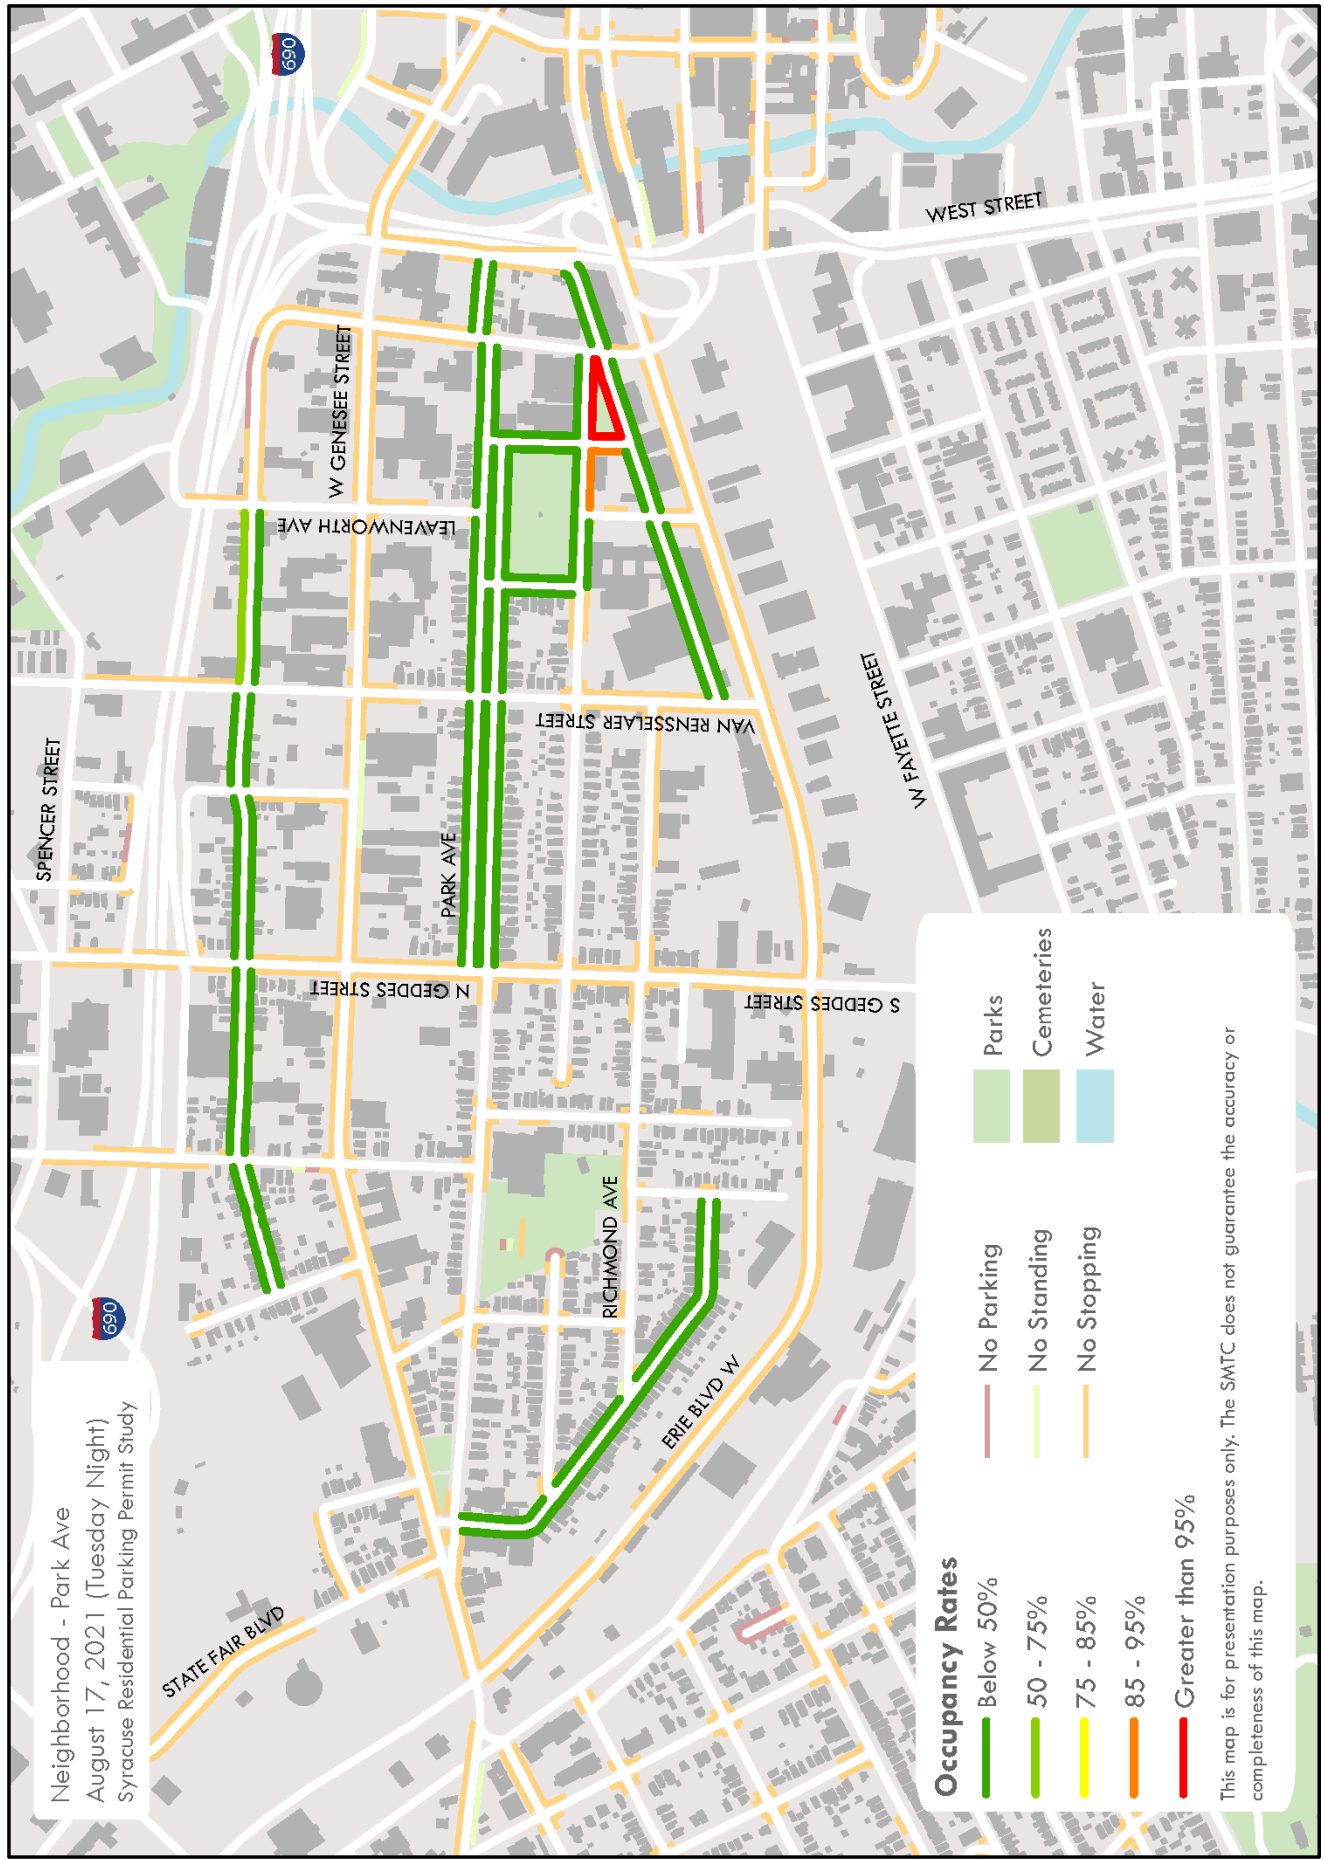 Neighborhood - Park Ave
August 17, 2021 (Tuesday Night)
Syracuse Residential Parking Permit Study
690
690
SPENCER STREET
STATE FAIR BLVD
W GENESEE STREET
LEAVENWORTH AVE
PARK AVE
N GEDDES STREET
VAN RENSSELAER STREET
RICHMOND AVE
ERIE BLVD W
S GEDDES STREET
W FAYETTE STREET
WEST STREET
Occupancy Rates
Below 50%
50 - 75%
75 - 85%
85 - 95%
Greater than 95%
No Parking
No Standing
No Stopping
Parks
Cemeteries
Water
This map is for presentation purposes only. The SMTC does not guarantee the accuracy or
completeness of this map.